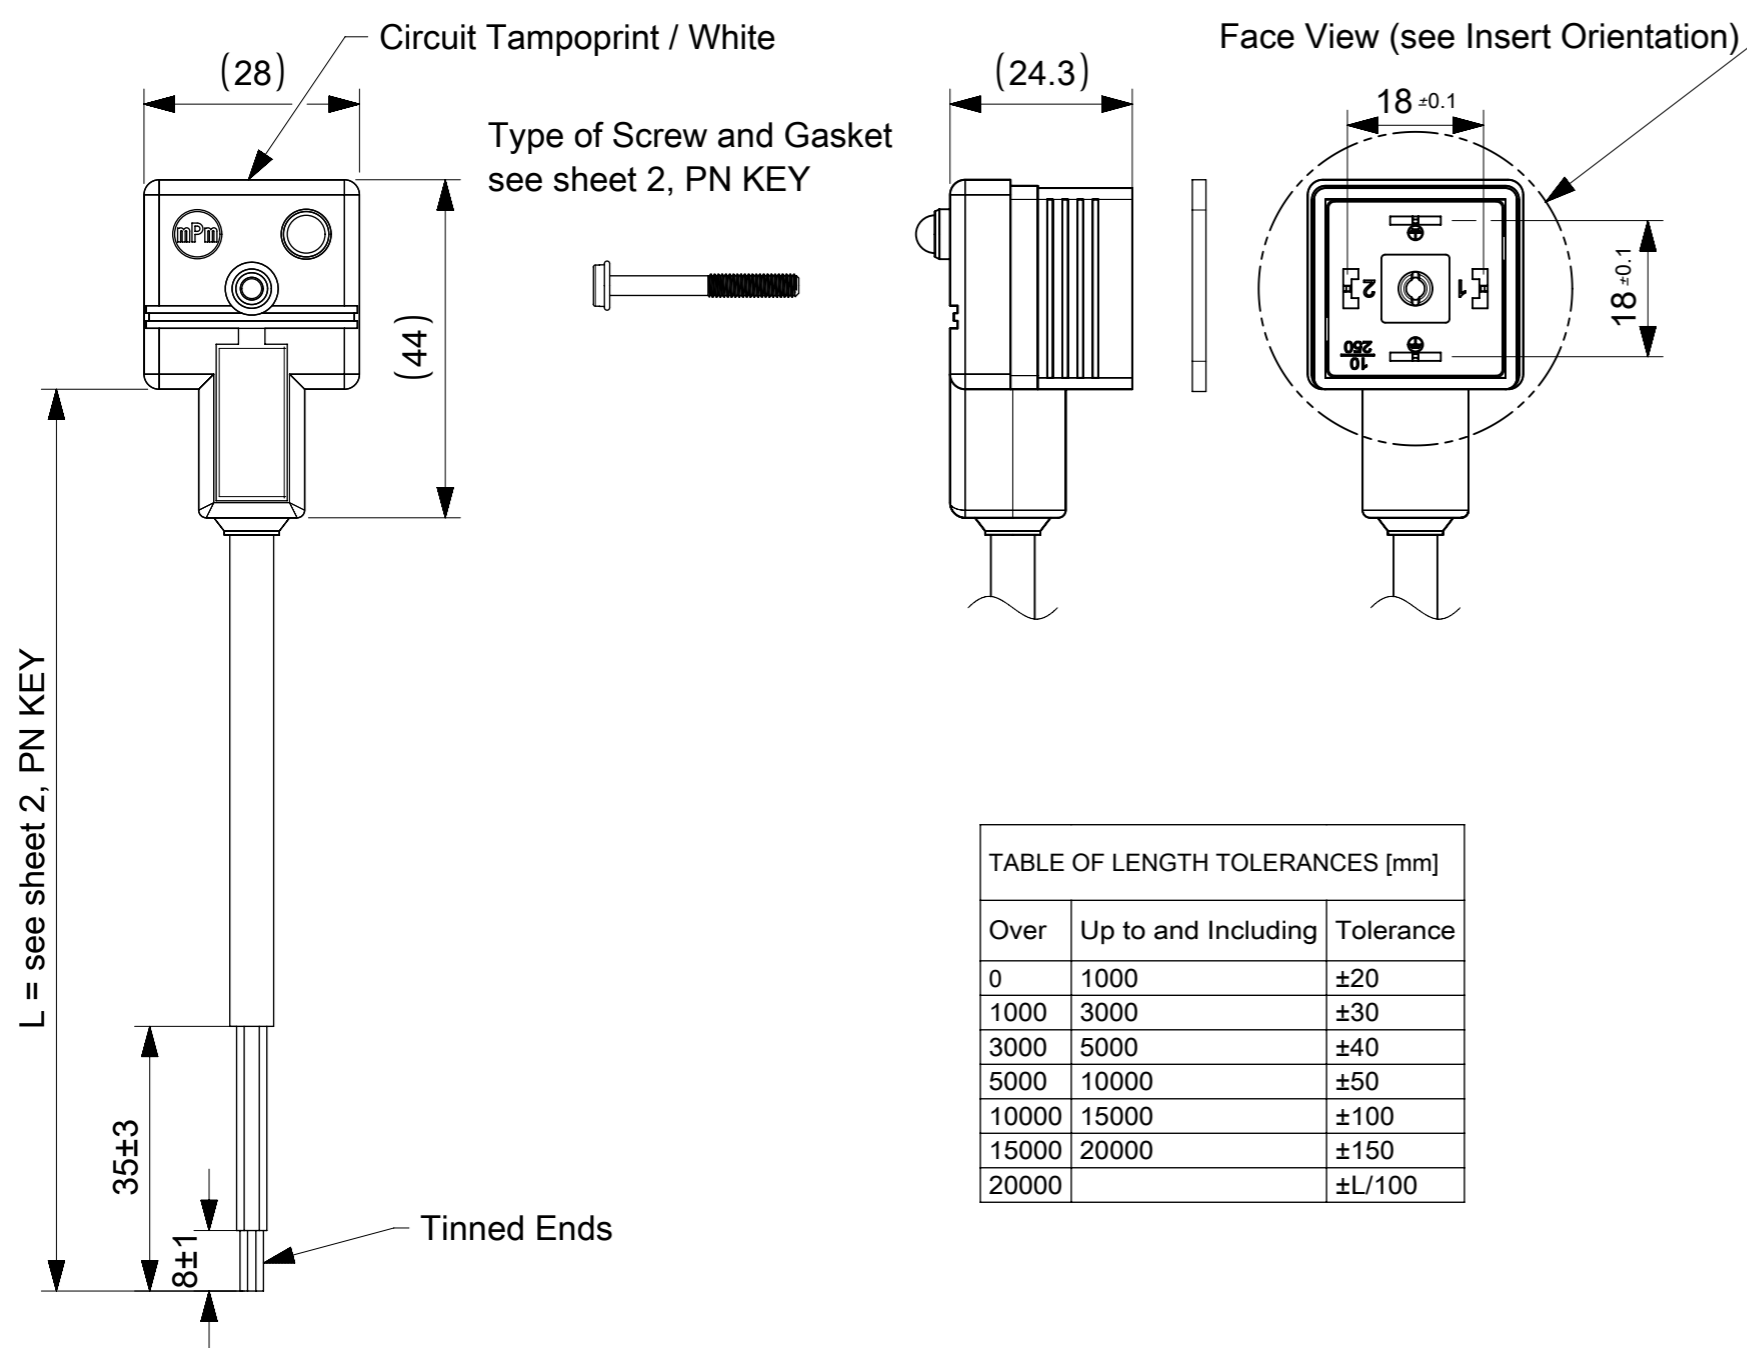 Circuit Tampoprint / White
Face View (see Insert Orientation)
(28)
(24.3)
18 ±0.1
Type of Screw and Gasket
see sheet 2, PN KEY
mPm
(44)
2
1
18 ±0.1
10
250
L = see sheet 2, PN KEY
35±3
8±1
Tinned Ends
TABLE OF LENGTH TOLERANCES [mm]
Over Up to and Including Tolerance
0 1000 ±20
1000 3000 ±30
3000 5000 ±40
5000 10000 ±50
10000 15000 ±100
15000 20000 ±150
20000 ±L/100